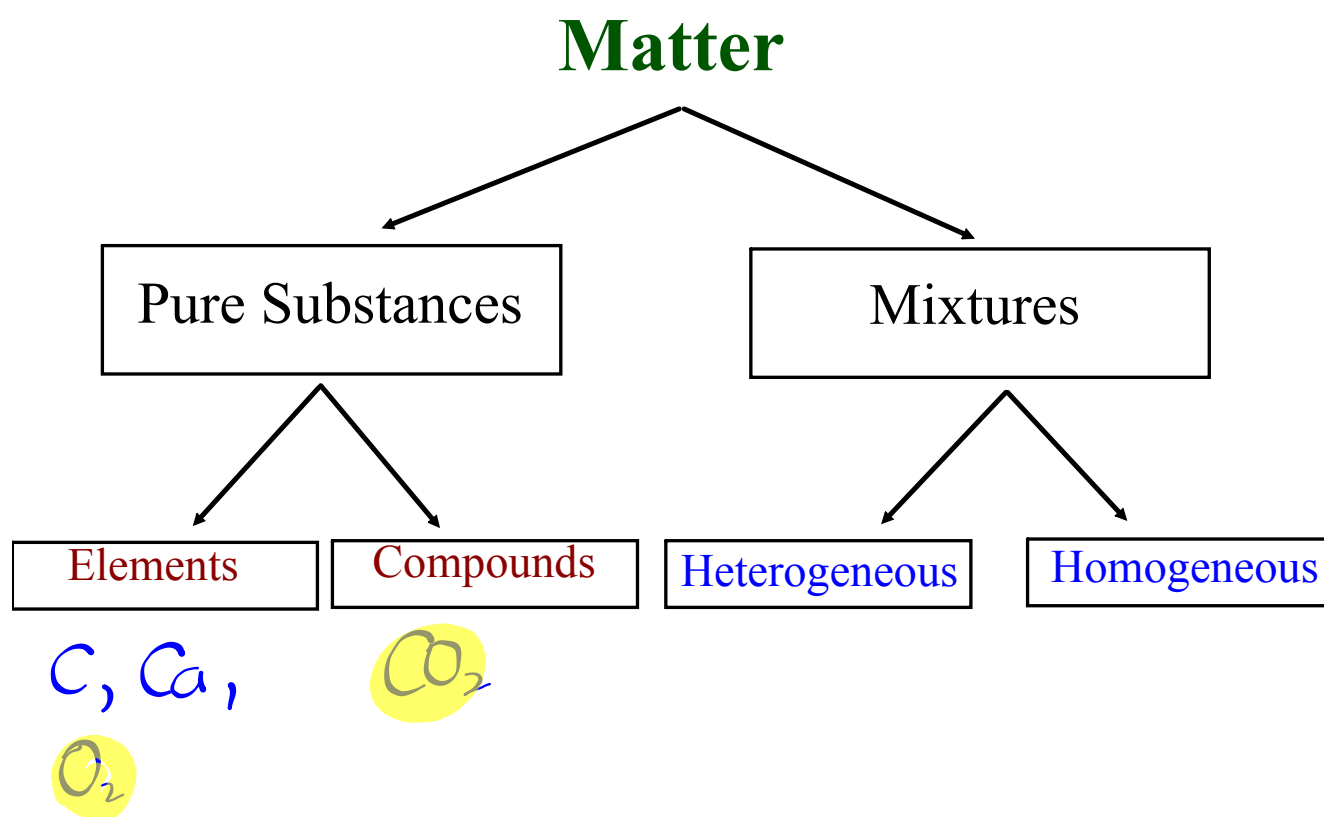 Matter
Pure Substances
Mixtures
Elements
Compounds
Heterogeneous
Homogeneous
C, Ca,
CO₂
O₂